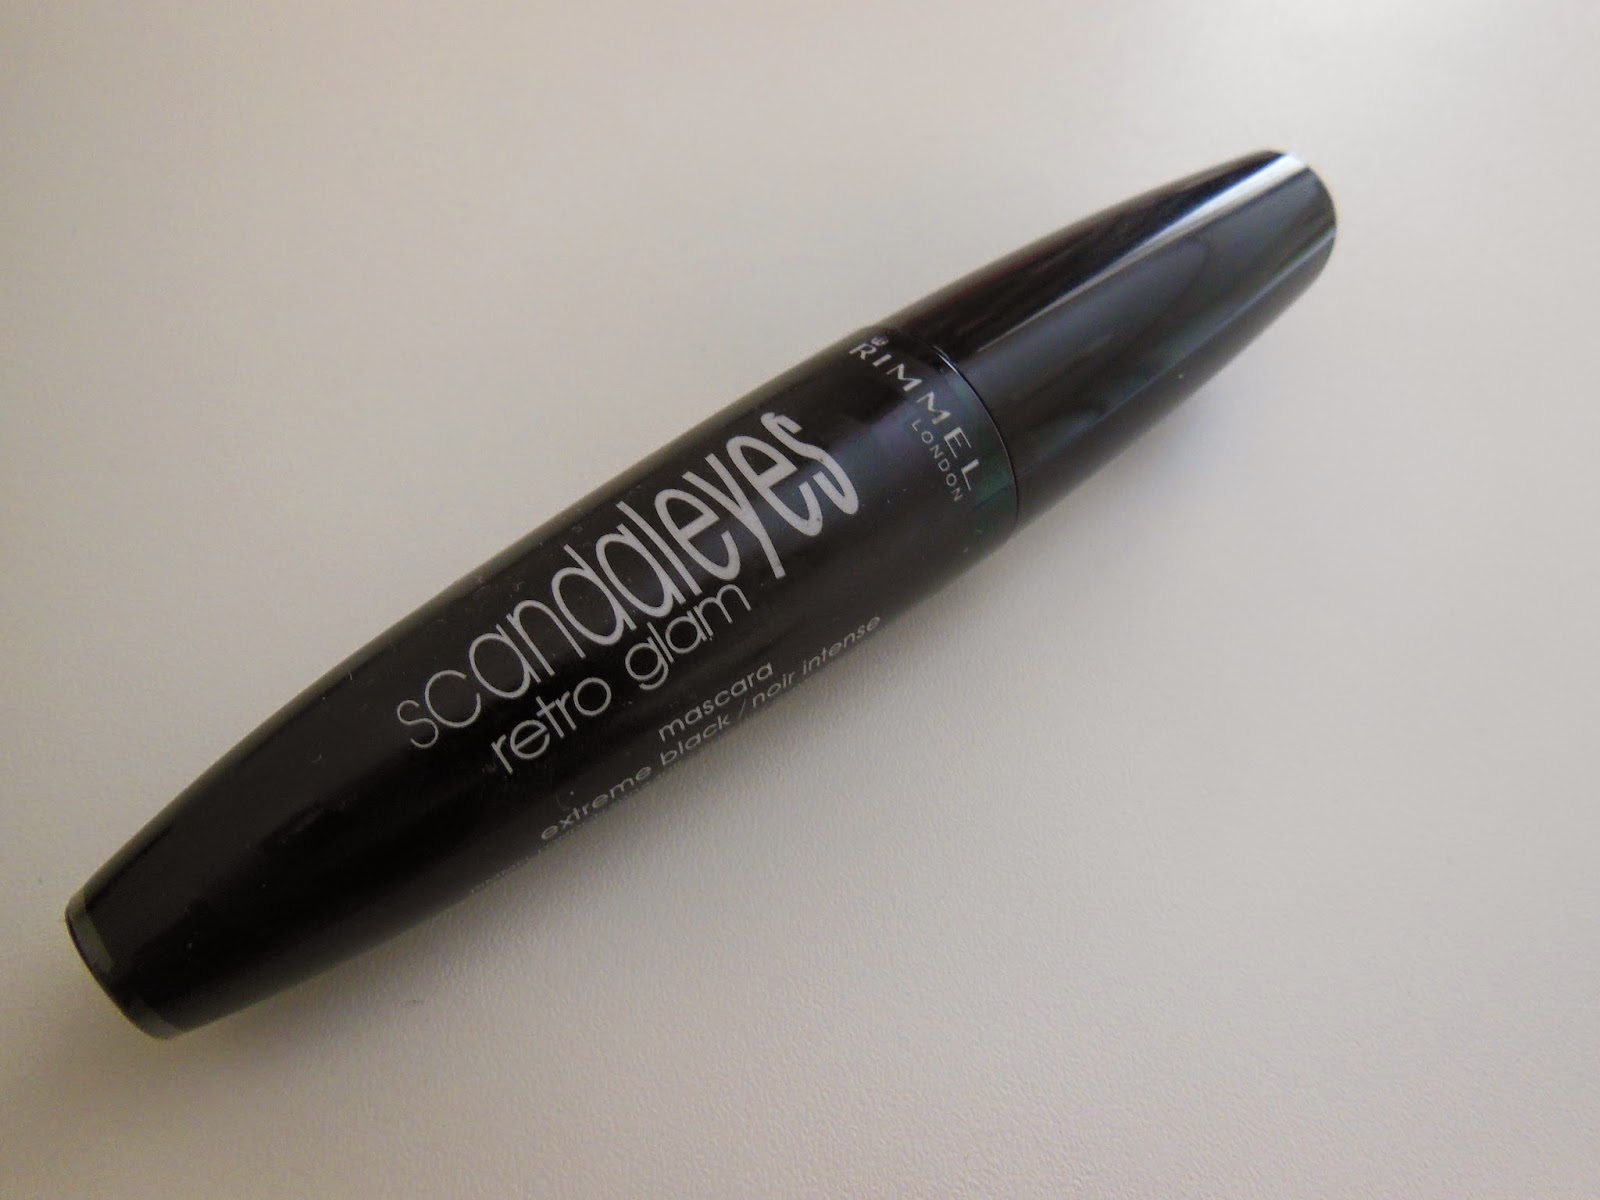 RIMMEL
LONDON
scandaleyes
retro glam
mascara
extreme black / noir intense